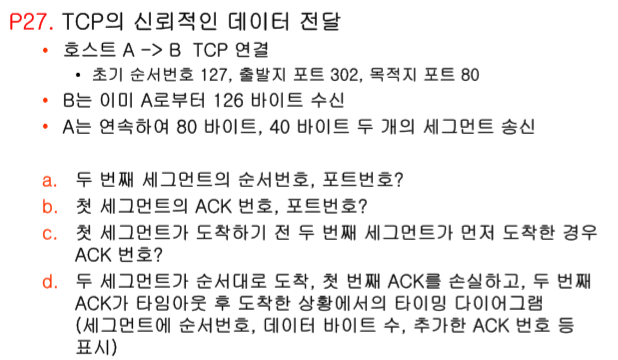 P27. TCP의 신뢰적인 데이터 전달
• 호스트 A -> B TCP 연결
• 초기 순서번호 127, 출발지 포트 302, 목적지 포트 80
• B는 이미 A로부터 126 바이트 수신
• A는 연속하여 80 바이트, 40 바이트 두 개의 세그먼트 송신
a. 두 번째 세그먼트의 순서번호, 포트번호?
b. 첫 세그먼트의 ACK 번호, 포트번호?
c. 첫 세그먼트가 도착하기 전 두 번째 세그먼트가 먼저 도착한 경우
ACK 번호?
d. 두 세그먼트가 순서대로 도착, 첫 번째 ACK를 손실하고, 두 번째
ACK가 타임아웃 후 도착한 상황에서의 타이밍 다이어그램
(세그먼트에 순서번호, 데이터 바이트 수, 추가한 ACK 번호 등
표시)